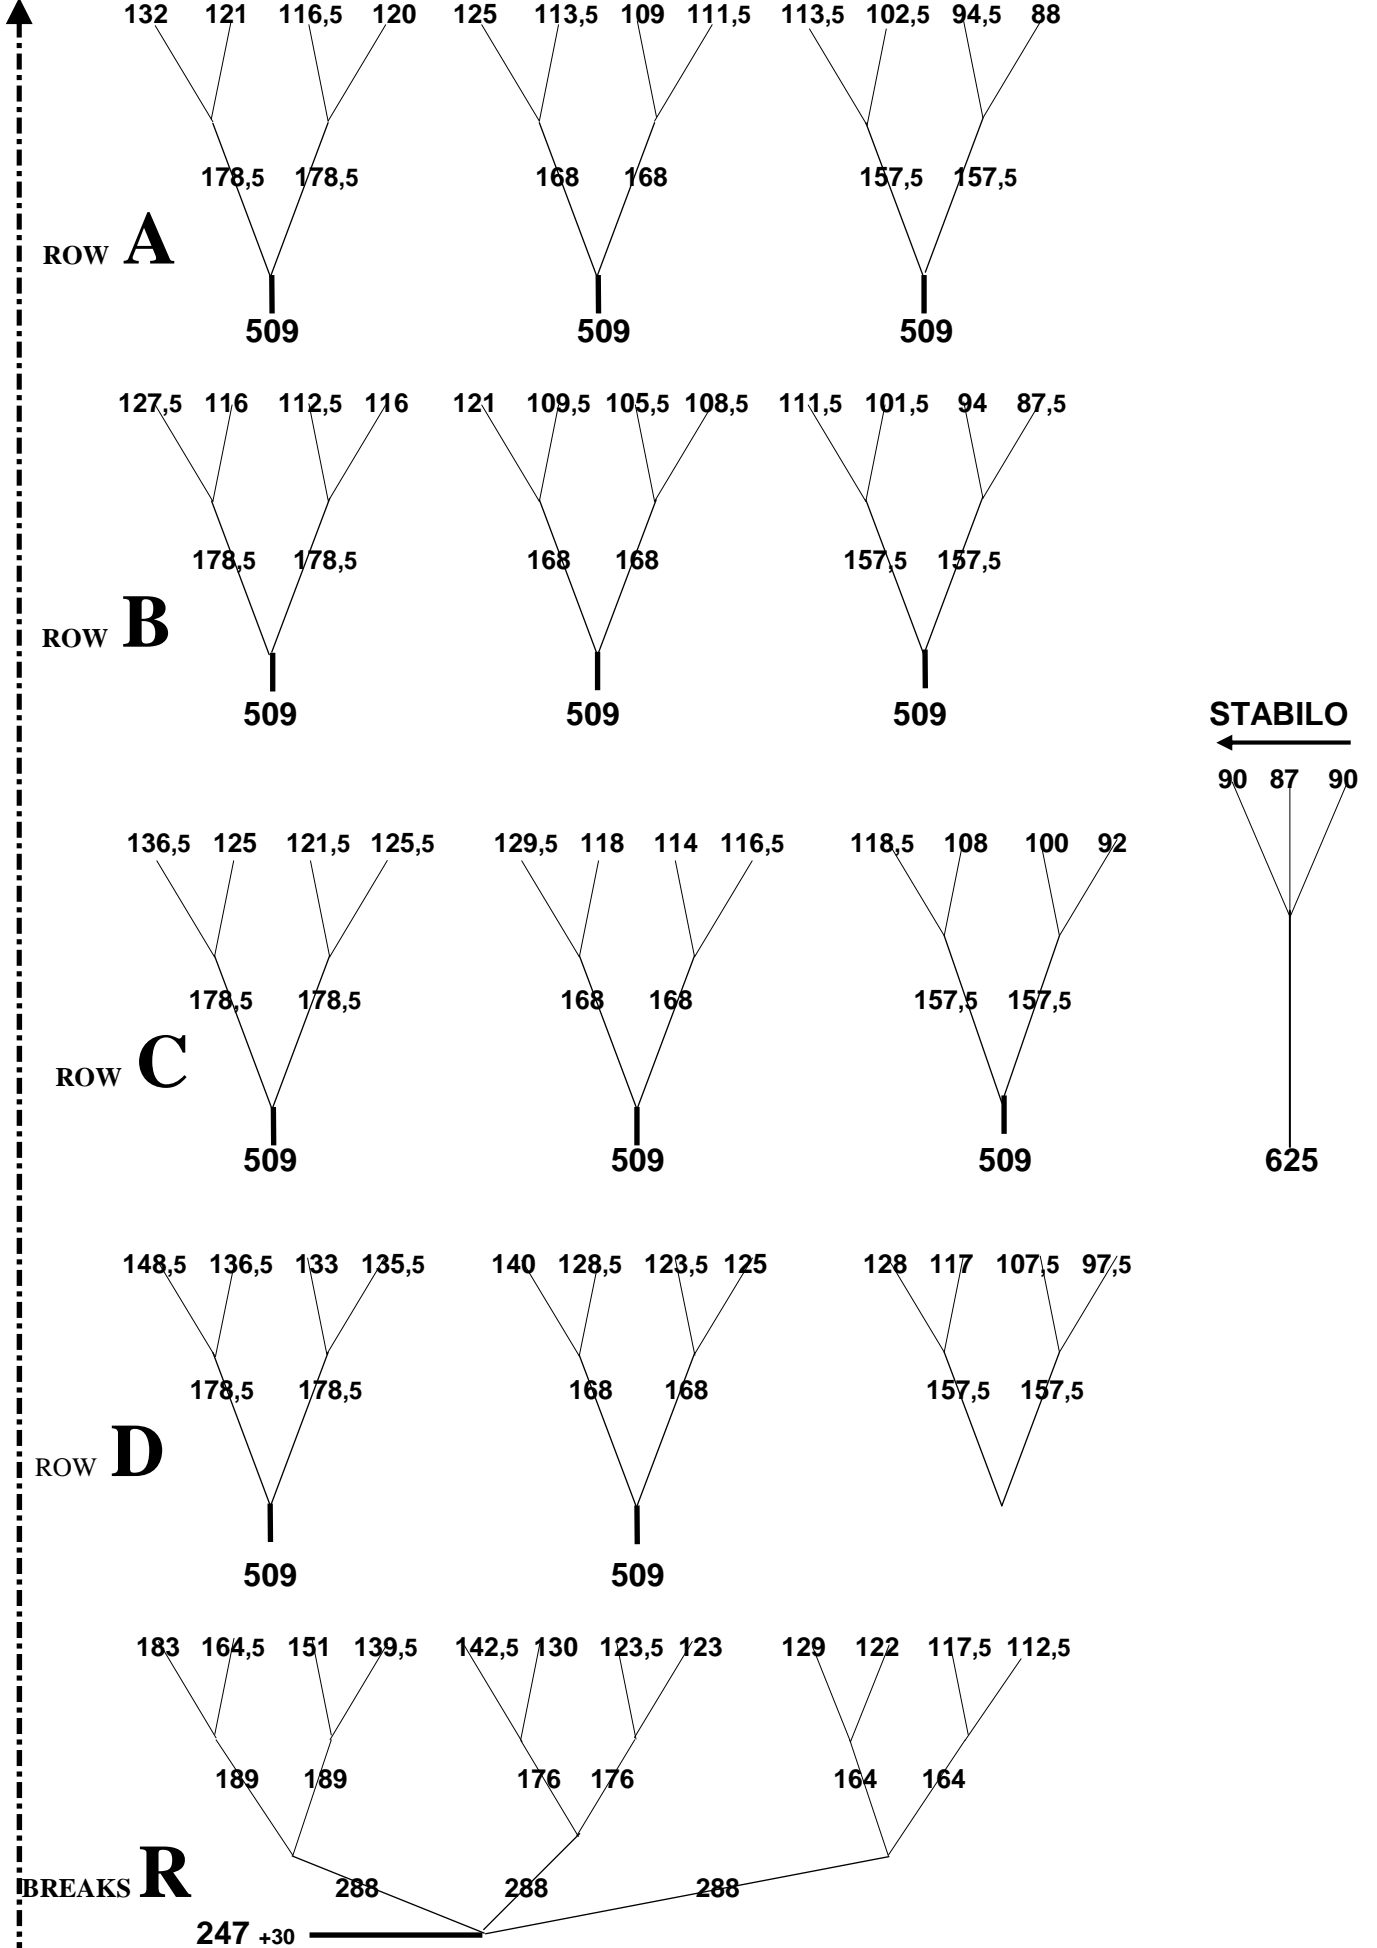 132 121 116,5 120 125 113,5 109 111,5 113,5 102,5 94,5 88
178,5 178,5 168 168 157,5 157,5
ROW A
509 509 509
127,5 116 112,5 116 121 109,5 105,5 108,5 111,5 101,5 94 87,5
178,5 178,5 168 168 157,5 157,5
ROW B
509 509 509
STABILO
90 87 90
136,5 125 121,5 125,5 129,5 118 114 116,5 118,5 108 100 92
178,5 178,5 168 168 157,5 157,5
ROW C
509 509 509 625
148,5 136,5 133 135,5 140 128,5 123,5 125 128 117 107,5 97,5
178,5 178,5 168 168 157,5 157,5
ROW D
509 509
183 164,5 151 139,5 142,5 130 123,5 123 129 122 117,5 112,5
189 189 176 176 164 164
BREAKS R
288 288 288
247 +30